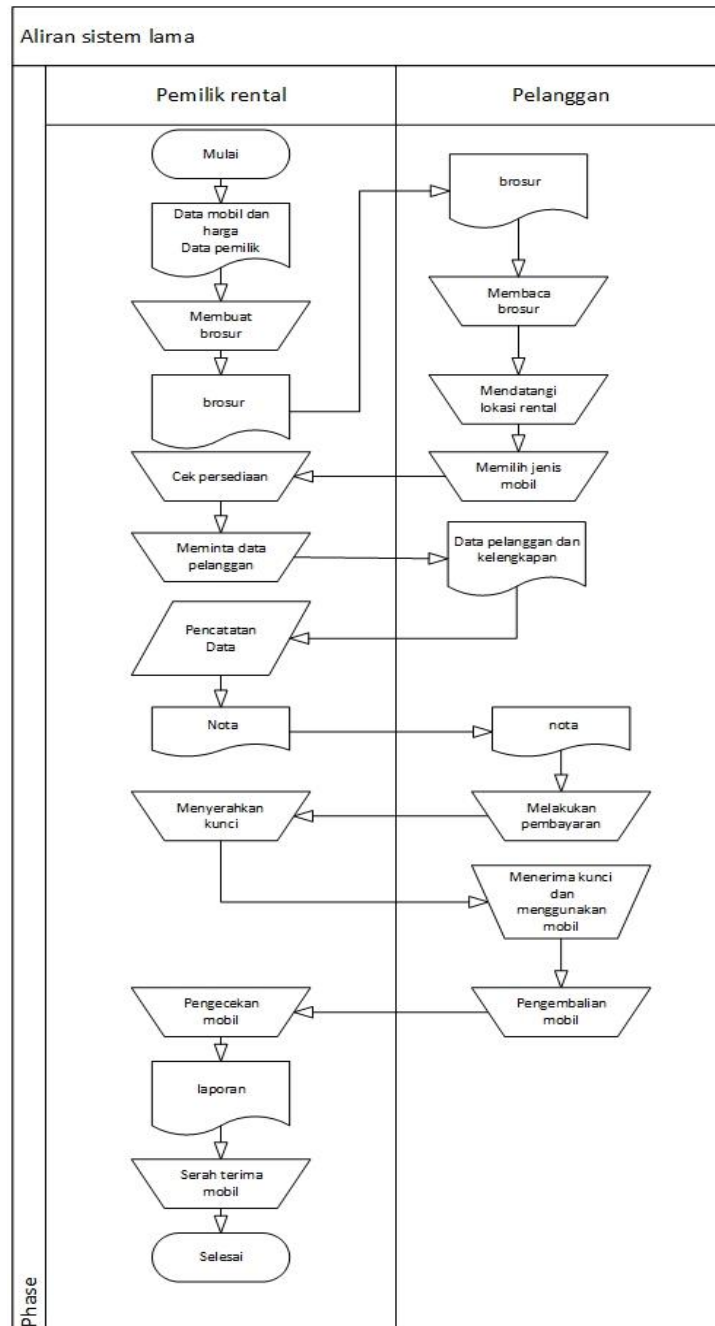 Aliran sistem lama
Pemilik rental
Pelanggan
Mulai
brosur
Data mobil dan
harga
Data pemilik
Membuat
brosur
Membaca
brosur
brosur
Mendatangi
lokasi rental
Cek persediaan
Memilih jenis
mobil
Meminta data
pelanggan
Data pelanggan dan
kelengkapan
Pencatatan
Data
Nota
nota
Menyerahkan
kunci
Melakukan
pembayaran
Menerima kunci
dan
menggunakan
mobil
Pengecekan
mobil
Pengembalian
mobil
laporan
Serah terima
mobil
Selesai
Phase